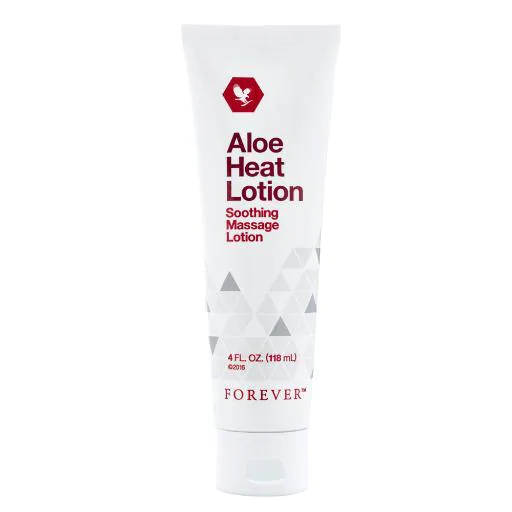 Aloe
Heat
Lotion
Soothing
Massage
Lotion
4 FL. OZ. (118 mL)
©2016
FOREVER™